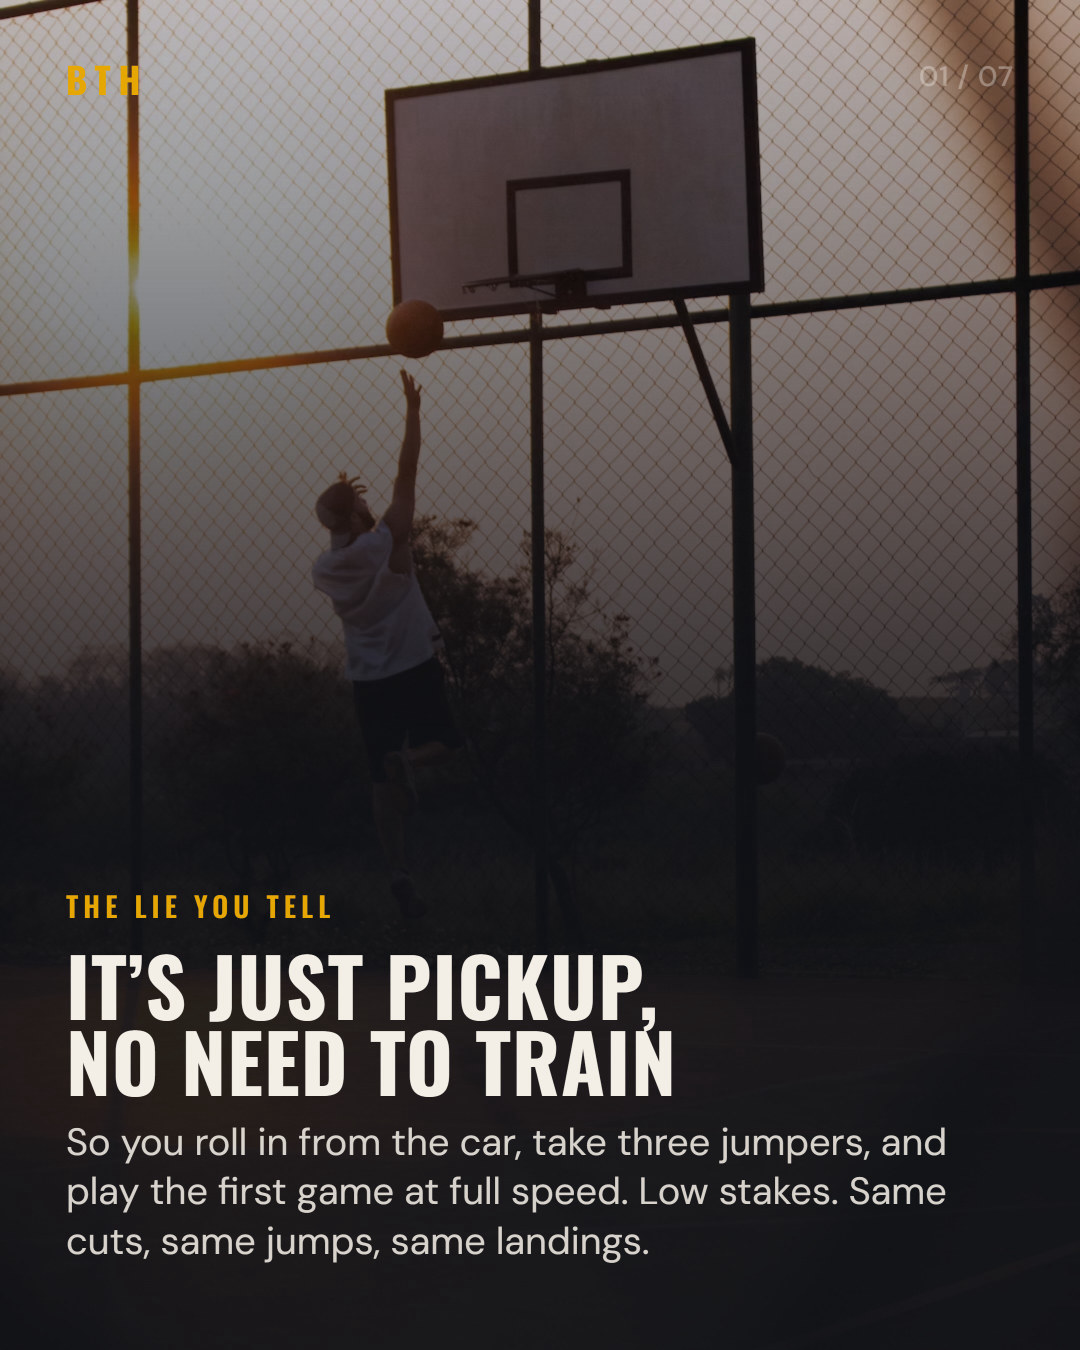 BTH
01 / 07
THE LIE YOU TELL
IT’S JUST PICKUP,
NO NEED TO TRAIN
So you roll in from the car, take three jumpers, and
play the first game at full speed. Low stakes. Same
cuts, same jumps, same landings.